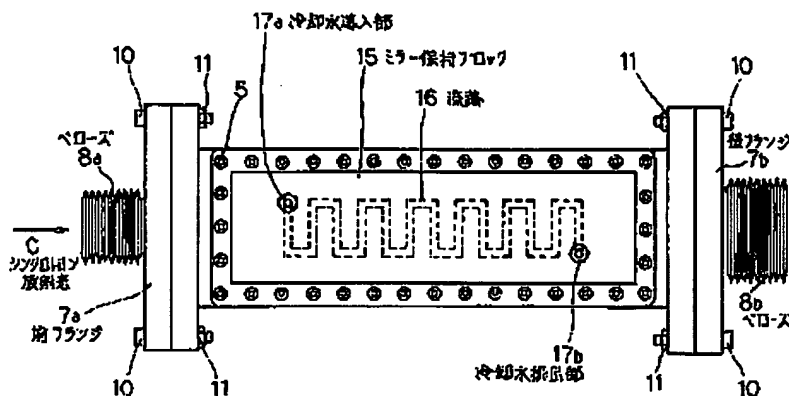 17a 冷却水導入部
10
11
15 ミラー保持ブロック
5
16 流路
11
10
ベローズ
8a
後フランジ
7b
C
シンクロトロン
放射光
7a
前フランジ
8b
ベローズ
17b
冷却水排出部
10
11
11
10